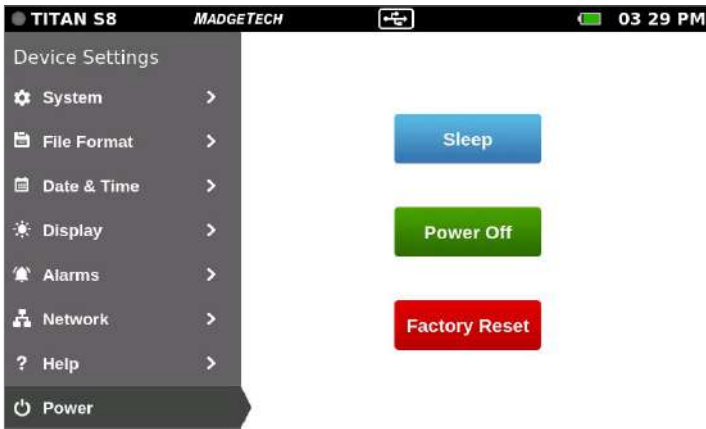 TITAN S8 MADGETECH 03 29 PM
Device Settings
System
File Format
Date & Time
Display
Alarms
Network
? Help
Power
Sleep
Power Off
Factory Reset